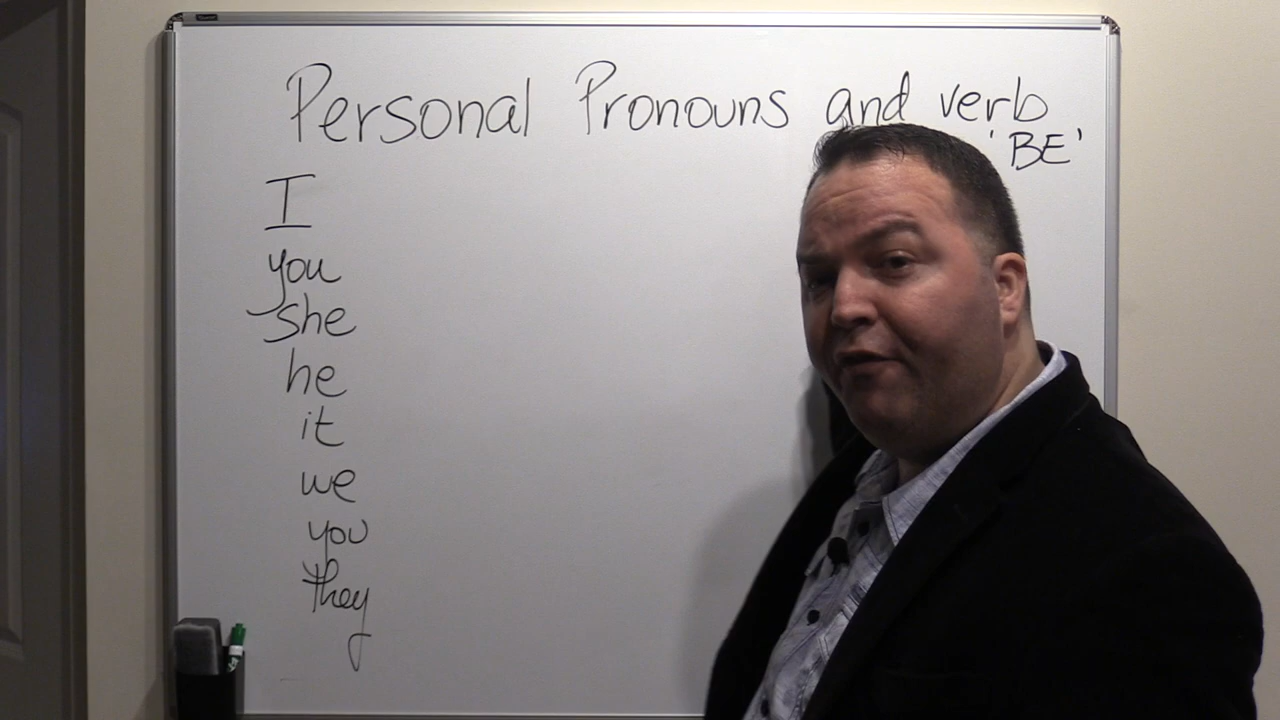 Personal Pronouns and verb
'BE'
I
you
she
he
it
we
you
they